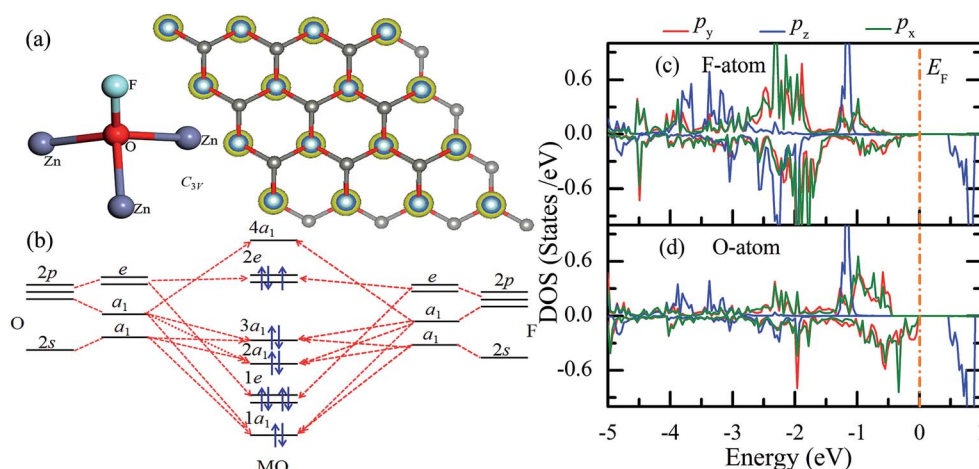 (a)
F
O
Zn
Zn
Zn
C3V
(b)
4a1
2p
e
2e
e
2p
O
a1
a1
F
a1
3a1
a1
2s
2a1
2s
1e
1a1
MO
py
pz
px
(c)
F-atom
EF
0.6
0.0
-0.6
(d)
O-atom
0.6
0.0
-0.6
DOS (States/eV)
-5
-4
-3
-2
-1
0
Energy (eV)